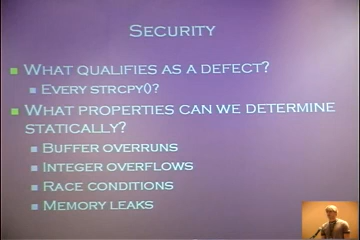 Security
What qualifies as a defect?
Every strcpy()?
What properties can we determine
statically?
Buffer overruns
Integer overflows
Race conditions
Memory leaks